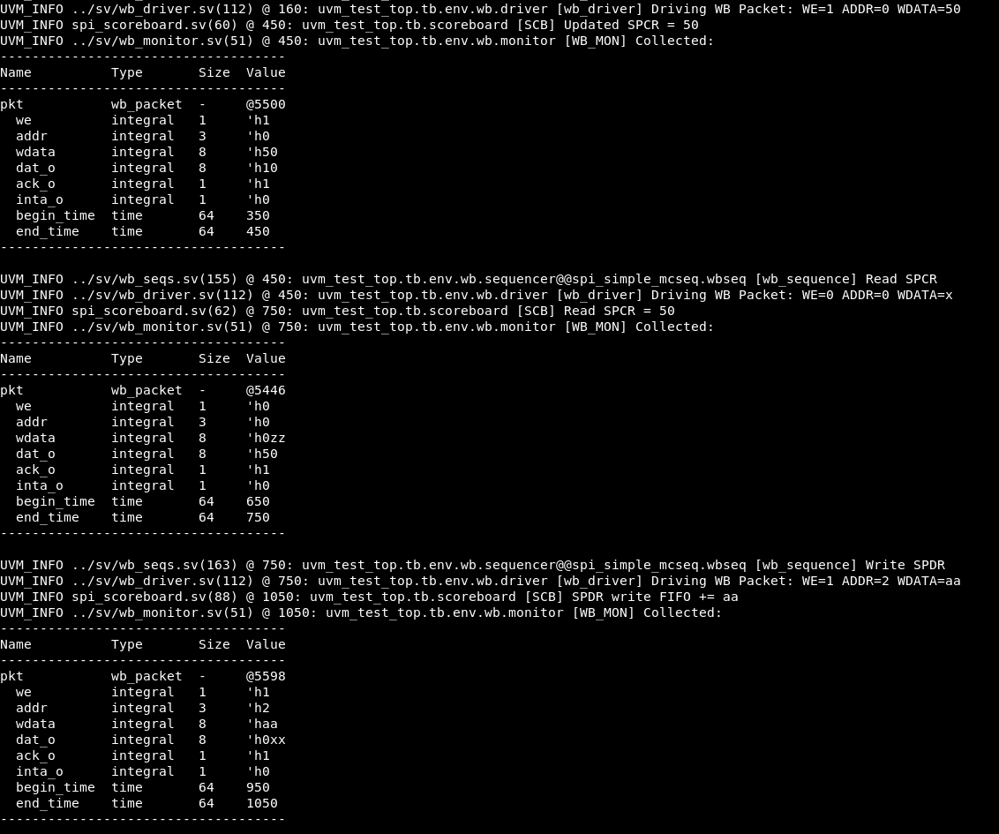 UVM_INFO ../sv/wb_driver.sv(112) @ 160: uvm_test_top.tb.env.wb.driver [wb_driver] Driving WB Packet: WE=1 ADDR=0 WDATA=50
UVM_INFO spi_scoreboard.sv(60) @ 450: uvm_test_top.tb.scoreboard [SCB] Updated SPCR = 50
UVM_INFO ../sv/wb_monitor.sv(51) @ 450: uvm_test_top.tb.env.wb.monitor [WB_MON] Collected:
------------------------------------
Name          Type       Size  Value
------------------------------------
pkt           wb_packet  -     @5500
  we          integral   1     'h1
  addr        integral   3     'h0
  wdata       integral   8     'h50
  dat_o       integral   8     'h10
  ack_o       integral   1     'h1
  inta_o      integral   1     'h0
  begin_time  time       64    350
  end_time    time       64    450
------------------------------------
UVM_INFO ../sv/wb_seqs.sv(155) @ 450: uvm_test_top.tb.env.wb.sequencer@@spi_simple_mcseq.wbseq [wb_sequence] Read SPCR
UVM_INFO ../sv/wb_driver.sv(112) @ 450: uvm_test_top.tb.env.wb.driver [wb_driver] Driving WB Packet: WE=0 ADDR=0 WDATA=x
UVM_INFO spi_scoreboard.sv(62) @ 750: uvm_test_top.tb.scoreboard [SCB] Read SPCR = 50
UVM_INFO ../sv/wb_monitor.sv(51) @ 750: uvm_test_top.tb.env.wb.monitor [WB_MON] Collected:
------------------------------------
Name          Type       Size  Value
------------------------------------
pkt           wb_packet  -     @5446
  we          integral   1     'h0
  addr        integral   3     'h0
  wdata       integral   8     'h0zz
  dat_o       integral   8     'h50
  ack_o       integral   1     'h1
  inta_o      integral   1     'h0
  begin_time  time       64    650
  end_time    time       64    750
------------------------------------
UVM_INFO ../sv/wb_seqs.sv(163) @ 750: uvm_test_top.tb.env.wb.sequencer@@spi_simple_mcseq.wbseq [wb_sequence] Write SPDR
UVM_INFO ../sv/wb_driver.sv(112) @ 750: uvm_test_top.tb.env.wb.driver [wb_driver] Driving WB Packet: WE=1 ADDR=2 WDATA=aa
UVM_INFO spi_scoreboard.sv(88) @ 1050: uvm_test_top.tb.scoreboard [SCB] SPDR write FIFO += aa
UVM_INFO ../sv/wb_monitor.sv(51) @ 1050: uvm_test_top.tb.env.wb.monitor [WB_MON] Collected:
------------------------------------
Name          Type       Size  Value
------------------------------------
pkt           wb_packet  -     @5598
  we          integral   1     'h1
  addr        integral   3     'h2
  wdata       integral   8     'haa
  dat_o       integral   8     'h0xx
  ack_o       integral   1     'h1
  inta_o      integral   1     'h0
  begin_time  time       64    950
  end_time    time       64    1050
------------------------------------